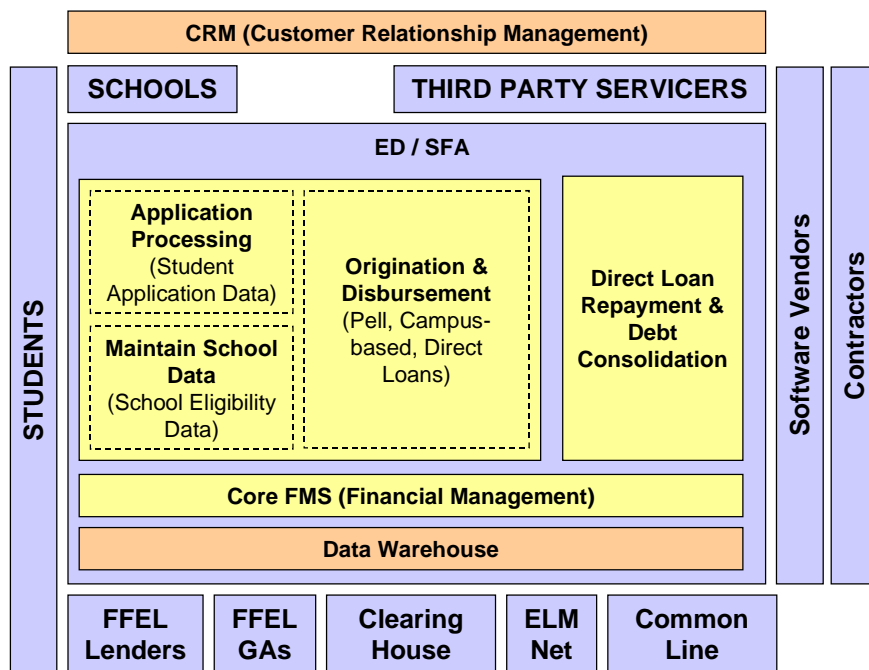 CRM (Customer Relationship Management)
SCHOOLS
THIRD PARTY SERVICERS
STUDENTS
ED / SFA
Application
Processing
(Student
Application Data)
Maintain School
Data
(School Eligibility
Data)
Origination &
Disbursement
(Pell, Campus-
based, Direct
Loans)
Direct Loan
Repayment &
Debt
Consolidation
Software Vendors
Contractors
Core FMS (Financial Management)
Data Warehouse
FFEL
Lenders
FFEL
GAs
Clearing
House
ELM
Net
Common
Line